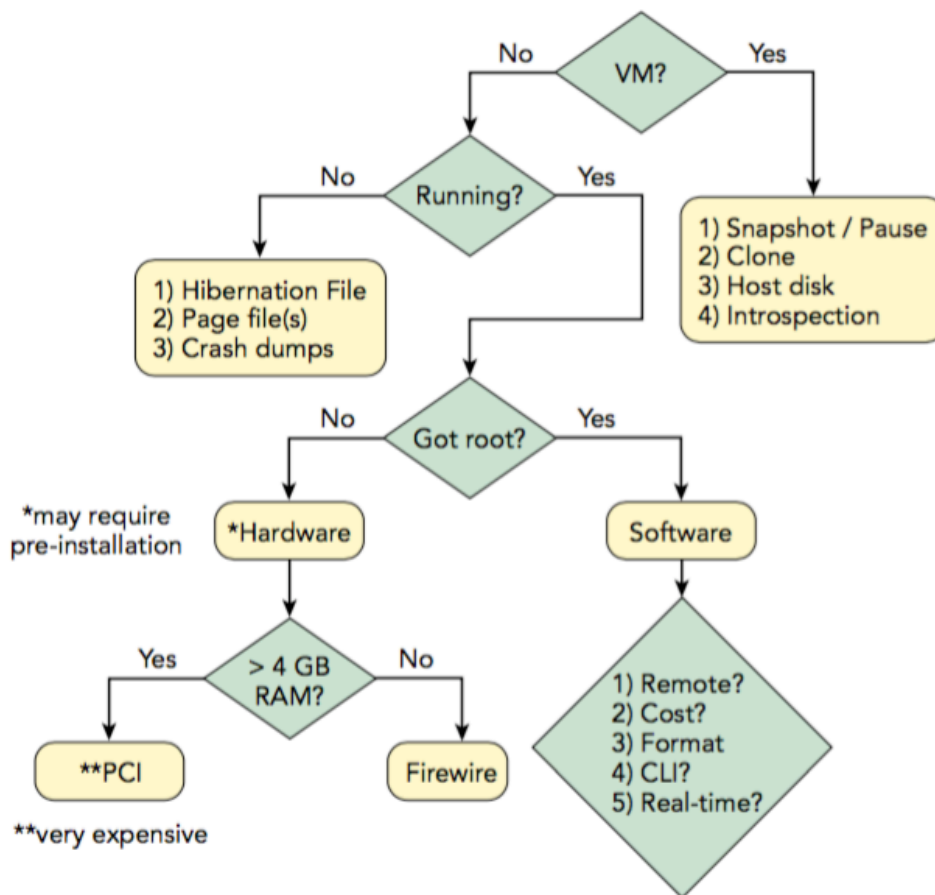 VM?
No
Yes
Running?
No
Yes
1) Snapshot / Pause
2) Clone
3) Host disk
4) Introspection
1) Hibernation File
2) Page file(s)
3) Crash dumps
Got root?
No
Yes
*may require
pre-installation
*Hardware
Software
> 4 GB
RAM?
Yes
No
1) Remote?
2) Cost?
3) Format
4) CLI?
5) Real-time?
**PCI
Firewire
**very expensive